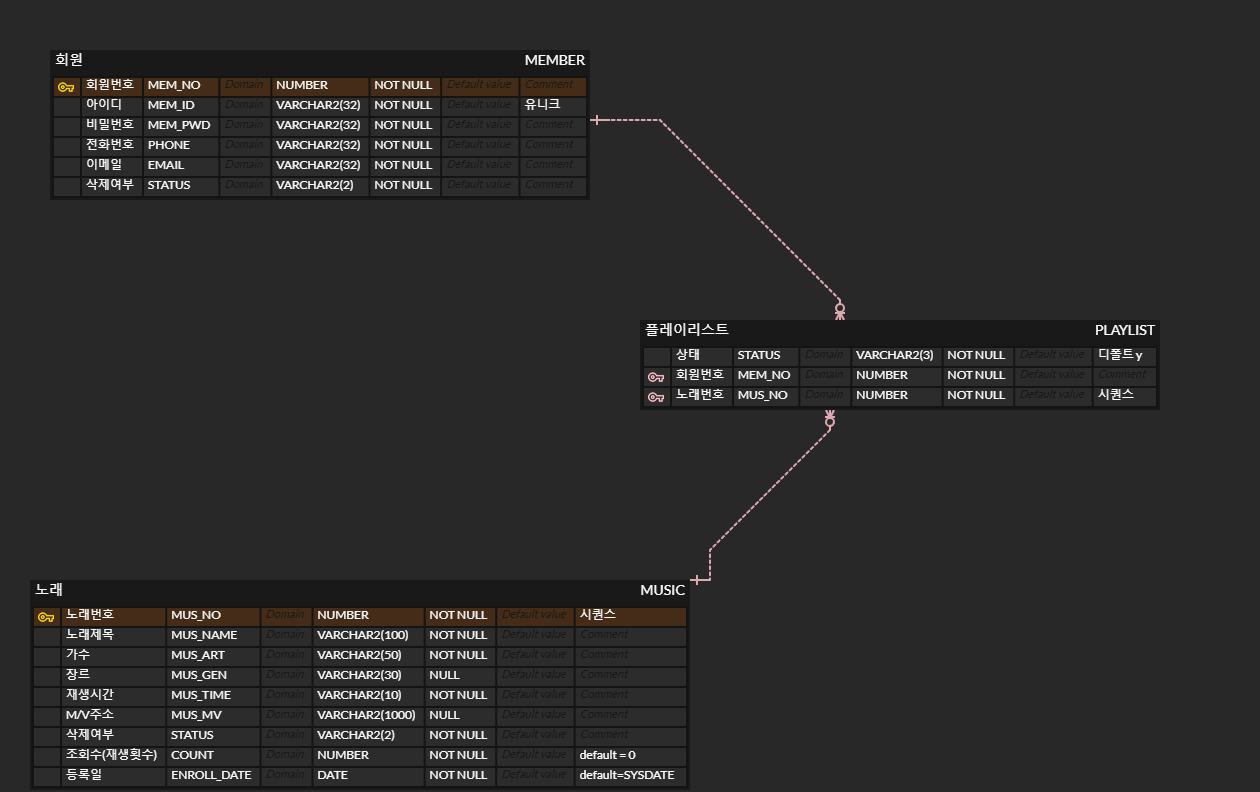 회원 MEMBER
회원번호 MEM_NO Domain NUMBER NOT NULL Default value Comment
아이디 MEM_ID Domain VARCHAR2(32) NOT NULL Default value 유니크
비밀번호 MEM_PWD Domain VARCHAR2(32) NOT NULL Default value Comment
전화번호 PHONE Domain VARCHAR2(32) NOT NULL Default value Comment
이메일 EMAIL Domain VARCHAR2(32) NOT NULL Default value Comment
삭제여부 STATUS Domain VARCHAR2(2) NOT NULL Default value Comment
플레이리스트 PLAYLIST
상태 STATUS Domain VARCHAR2(3) NOT NULL Default value 디폴트 y
회원번호 MEM_NO Domain NUMBER NOT NULL Default value Comment
노래번호 MUS_NO Domain NUMBER NOT NULL Default value 시퀀스
노래 MUSIC
노래번호 MUS_NO Domain NUMBER NOT NULL Default value 시퀀스
노래제목 MUS_NAME Domain VARCHAR2(100) NOT NULL Default value Comment
가수 MUS_ART Domain VARCHAR2(50) NOT NULL Default value Comment
장르 MUS_GEN Domain VARCHAR2(30) NULL Default value Comment
재생시간 MUS_TIME Domain VARCHAR2(10) NOT NULL Default value Comment
M/V주소 MUS_MV Domain VARCHAR2(1000) NULL Default value Comment
삭제여부 STATUS Domain VARCHAR2(2) NOT NULL Default value Comment
조회수(재생횟수) COUNT Domain NUMBER NOT NULL Default value default = 0
등록일 ENROLL_DATE Domain DATE NOT NULL Default value default=SYSDATE